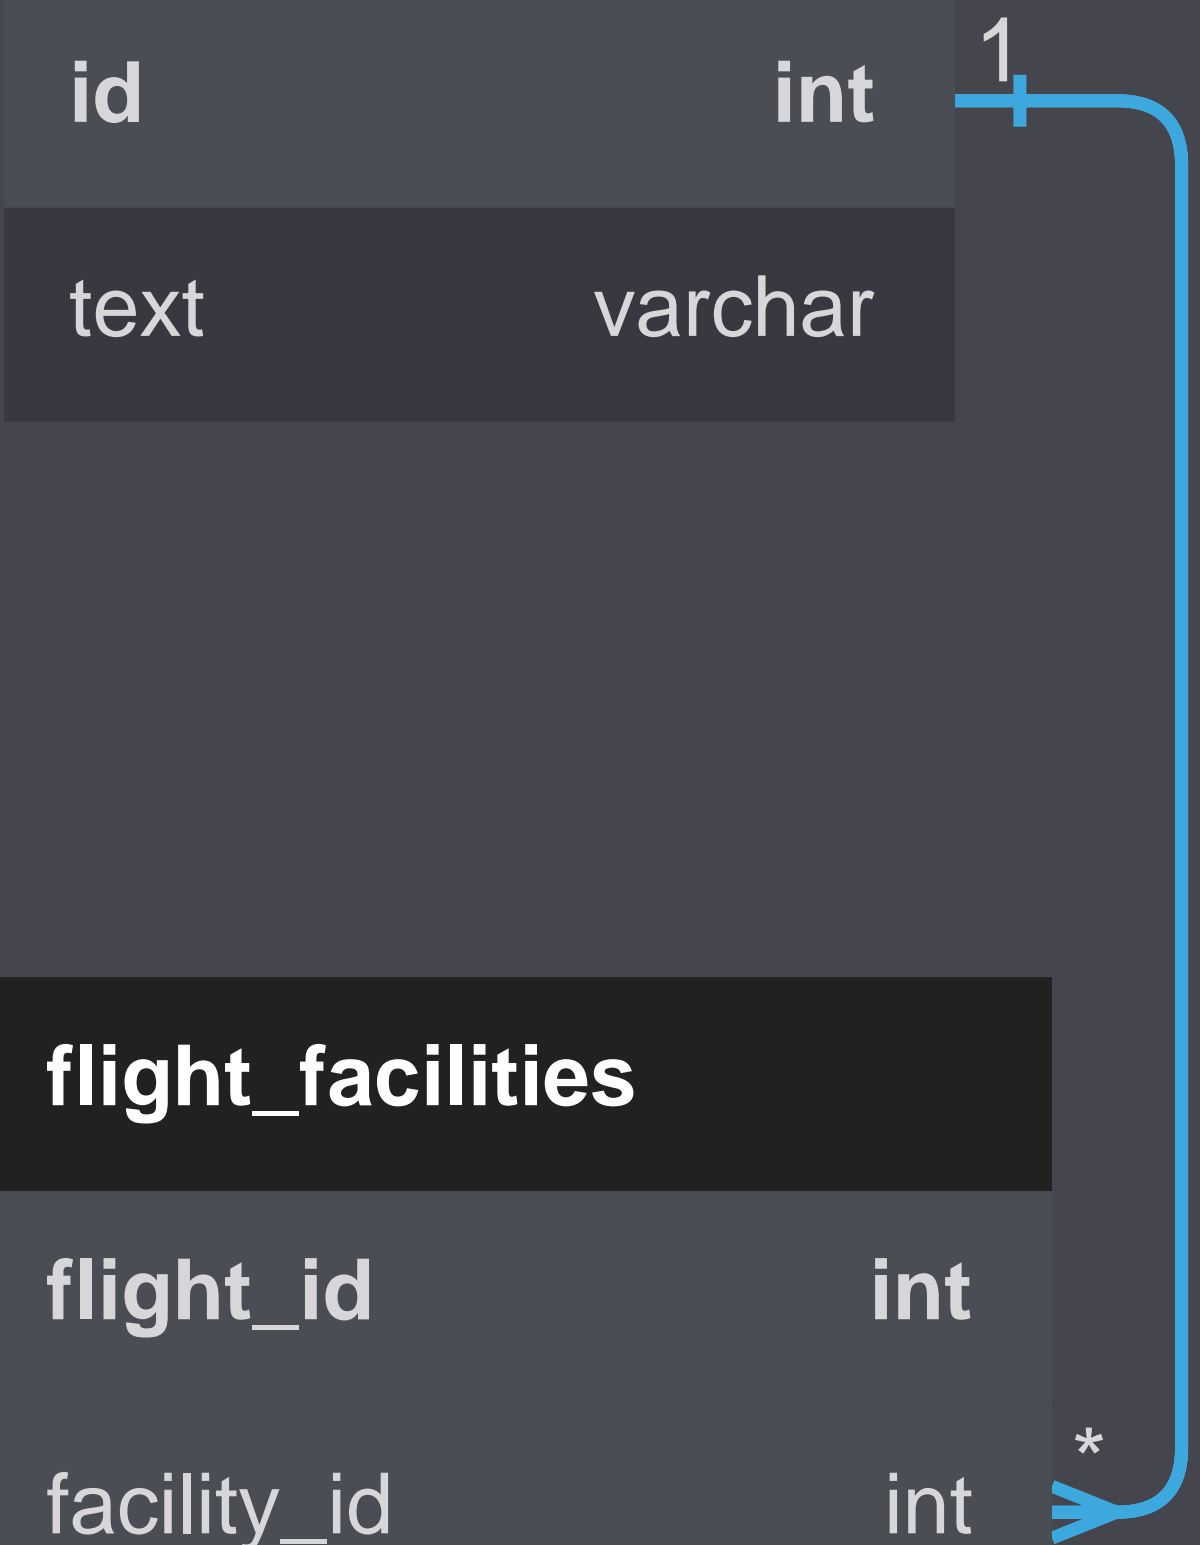 id int 1
text varchar
flight_facilities
flight_id int
*
facility_id int